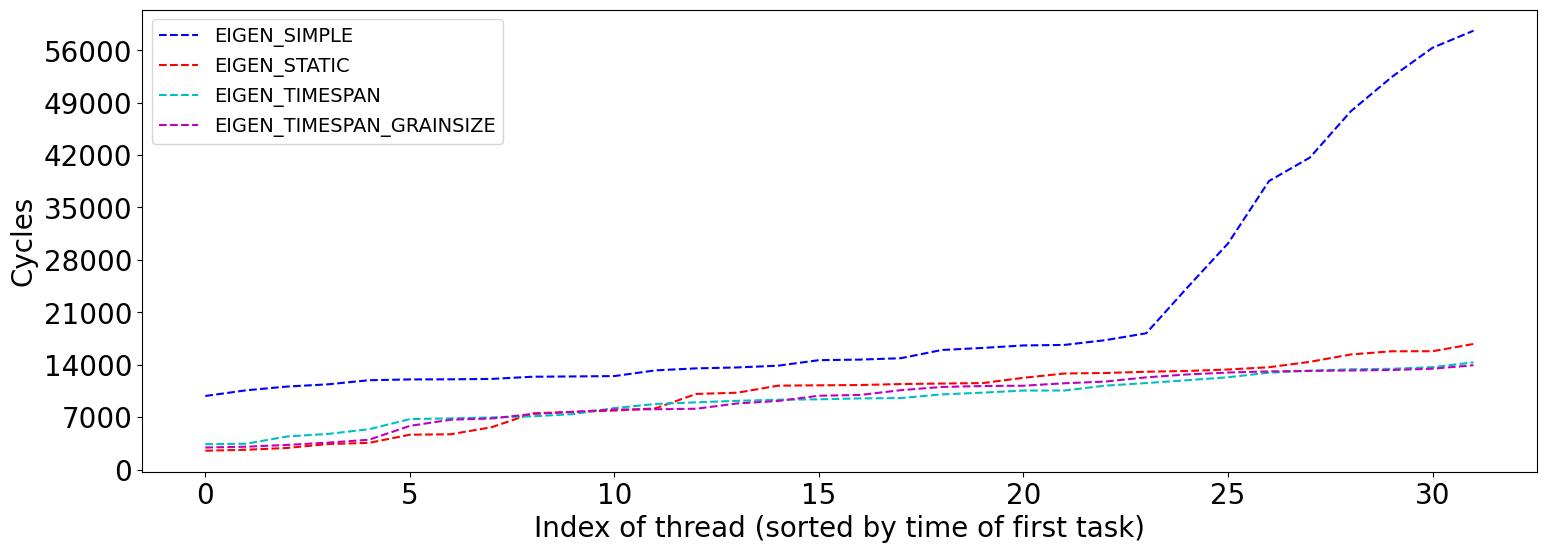 EIGEN_SIMPLE
EIGEN_STATIC
EIGEN_TIMESPAN
EIGEN_TIMESPAN_GRAINSIZE
Cycles
56000
49000
42000
35000
28000
21000
14000
7000
0
0 5 10 15 20 25 30
Index of thread (sorted by time of first task)